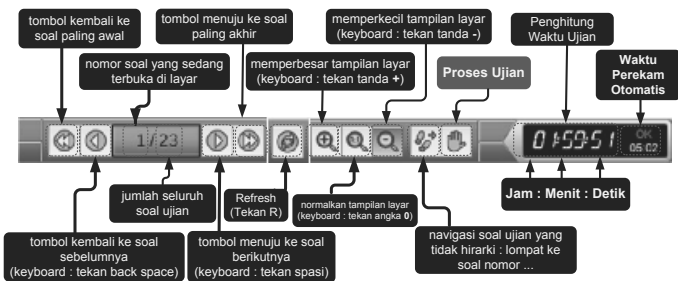 tombol kembali ke
soal paling awal
tombol menuju ke soal
paling akhir
memperkecil tampilan layar
(keyboard : tekan tanda -)
Penghitung
Waktu Ujian
nomor soal yang sedang
terbuka di layar
memperbesar tampilan layar
(keyboard : tekan tanda +)
Proses Ujian
Waktu
Perekam
Otomatis
1 / 23
01:59:51
OK
05:02
jumlah seluruh
soal ujian
Refresh
(Tekan R)
normalkan tampilan layar
(keyboard : tekan angka 0)
Jam : Menit : Detik
tombol kembali ke soal
sebelumnya
(keyboard : tekan back space)
tombol menuju ke soal
berikutnya
(keyboard : tekan spasi)
navigasi soal ujian yang
tidak hirarki : lompat ke
soal nomor ...